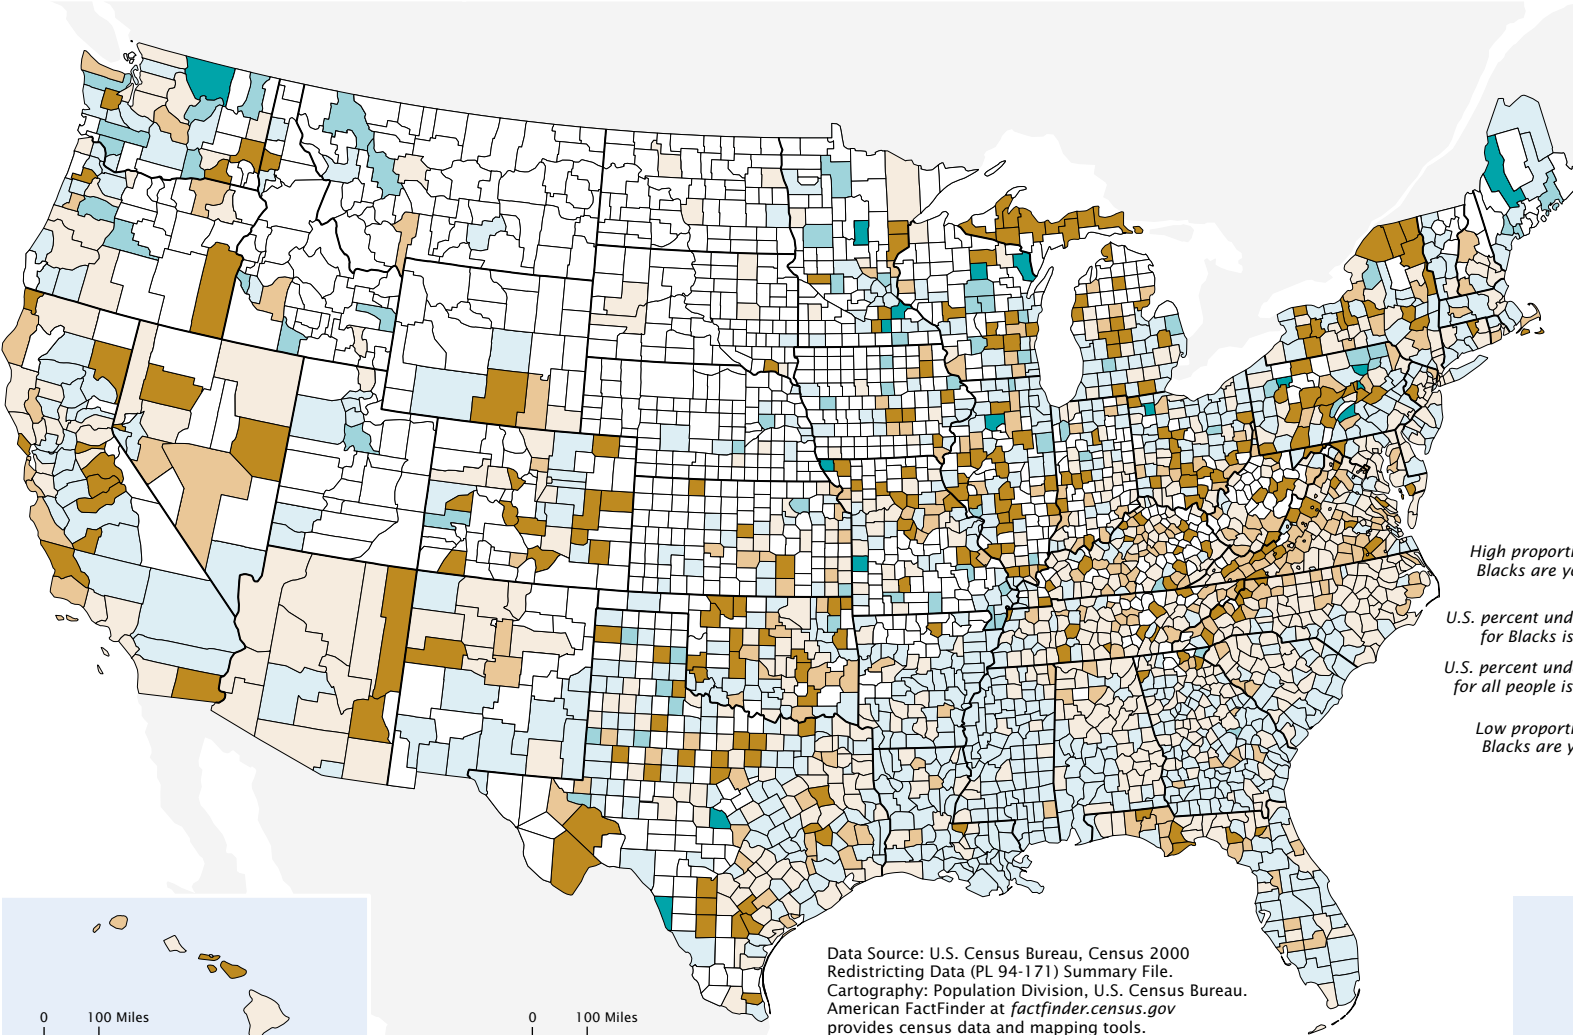 High proporti
Blacks are y
U.S. percent und
for Blacks is
U.S. percent und
for all people is
Low proporti
Blacks are y
Data Source: U.S. Census Bureau, Census 2000
Redistricting Data (PL 94-171) Summary File.
Cartography: Population Division, U.S. Census Bureau.
American FactFinder at factfinder.census.gov
provides census data and mapping tools.
0 100 Miles
0 100 Miles